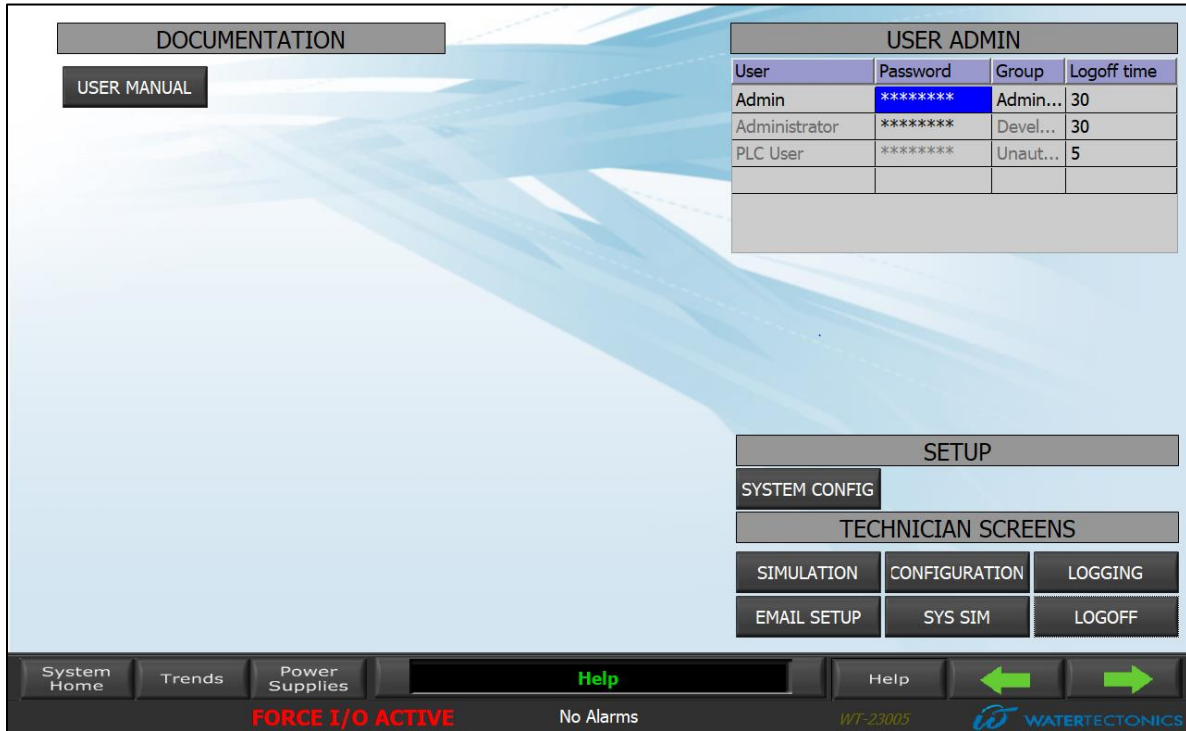 DOCUMENTATION
USER MANUAL
USER ADMIN
User Password Group Logoff time
Admin ******** Admin... 30
Administrator ******** Devel... 30
PLC User ******** Unaut... 5
SETUP
SYSTEM CONFIG
TECHNICIAN SCREENS
SIMULATION CONFIGURATION LOGGING
EMAIL SETUP SYS SIM LOGOFF
System Home Trends Power Supplies Help Help
FORCE I/O ACTIVE No Alarms WT-23005 WATERTECTONICS